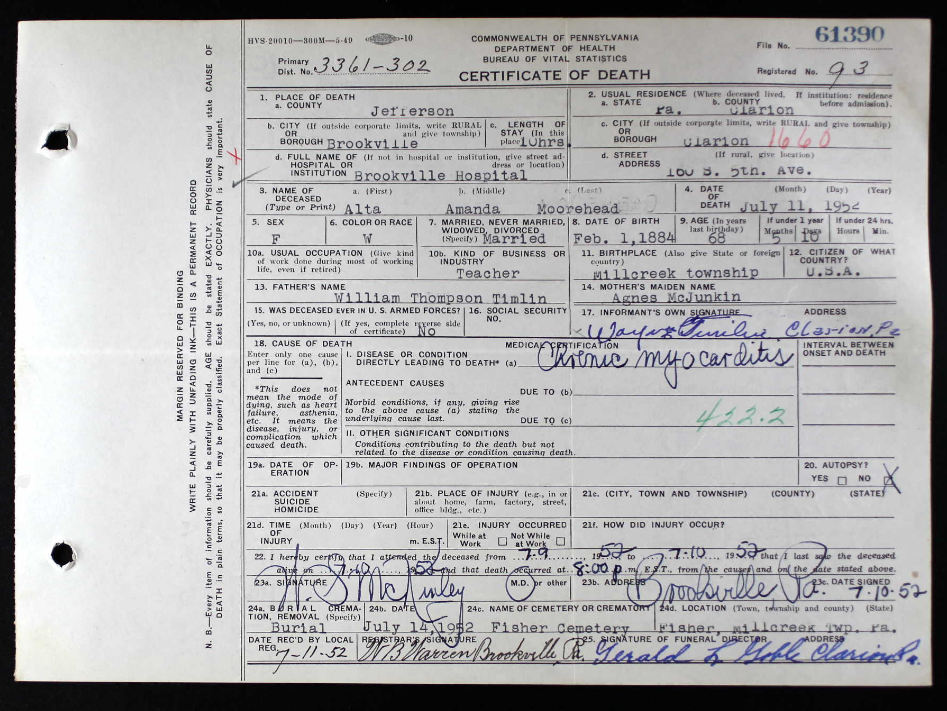 HVS-20010—300M—5-49 -10
COMMONWEALTH OF PENNSYLVANIA
DEPARTMENT OF HEALTH
BUREAU OF VITAL STATISTICS
CERTIFICATE OF DEATH
File No. 61390
Primary
Dist. No. 3361-302
Registered No. 93
1. PLACE OF DEATH
a. COUNTY
Jefferson
2. USUAL RESIDENCE (Where deceased lived. If institution: residence before admission).
a. STATE Pa. b. COUNTY Clarion
b. CITY (If outside corporate limits, write RURAL and give township)
OR
BOROUGH Brookville
c. LENGTH OF STAY (In this place) 10hrs.
c. CITY (If outside corporate limits, write RURAL and give township)
OR
BOROUGH Clarion 1660
d. FULL NAME OF (If not in hospital or institution, give street address or location)
HOSPITAL OR
INSTITUTION Brookville Hospital
d. STREET ADDRESS (If rural, give location)
160 S. 5th. Ave.
3. NAME OF DECEASED (Type or Print)
a. (First) b. (Middle) c. (Last)
Alta Amanda Moorehead
4. DATE OF DEATH (Month) (Day) (Year)
July 11, 1952
5. SEX
F
6. COLOR OR RACE
W
7. MARRIED, NEVER MARRIED, WIDOWED, DIVORCED (Specify)
Married
8. DATE OF BIRTH
Feb. 1,1884
9. AGE (In years last birthday)
68
If under 1 year
Months Days
5 10
If under 24 hrs.
Hours Min.
10a. USUAL OCCUPATION (Give kind of work done during most of working life, even if retired)
10b. KIND OF BUSINESS OR INDUSTRY
Teacher
11. BIRTHPLACE (Also give State or foreign country)
Millcreek township
12. CITIZEN OF WHAT COUNTRY?
U.S.A.
13. FATHER'S NAME
William Thompson Timlin
14. MOTHER'S MAIDEN NAME
Agnes McJunkin
15. WAS DECEASED EVER IN U. S. ARMED FORCES?
(Yes, no, or unknown) (If yes, complete reverse side of certificate) No
16. SOCIAL SECURITY NO.
17. INFORMANT'S OWN SIGNATURE ADDRESS
Clarion, Pa
18. CAUSE OF DEATH
Enter only one cause per line for (a), (b), and (c)
*This does not mean the mode of dying, such as heart failure, asthenia, etc. It means the disease, injury, or complication which caused death.
MEDICAL CERTIFICATION
I. DISEASE OR CONDITION DIRECTLY LEADING TO DEATH* (a) Chronic myocarditis
ANTECEDENT CAUSES
DUE TO (b)
Morbid conditions, if any, giving rise to the above cause (a) stating the underlying cause last.
DUE TO (c)
422.2
II. OTHER SIGNIFICANT CONDITIONS
Conditions contributing to the death but not related to the disease or condition causing death.
INTERVAL BETWEEN ONSET AND DEATH
19a. DATE OF OPERATION
19b. MAJOR FINDINGS OF OPERATION
20. AUTOPSY?
YES NO X
21a. ACCIDENT SUICIDE HOMICIDE (Specify)
21b. PLACE OF INJURY (e.g., in or about home, farm, factory, street, office bldg., etc.)
21c. (CITY, TOWN AND TOWNSHIP) (COUNTY) (STATE)
21d. TIME OF INJURY (Month) (Day) (Year) (Hour) m. E.S.T.
21e. INJURY OCCURRED
While at Work Not While at Work
21f. HOW DID INJURY OCCUR?
22. I hereby certify that I attended the deceased from 7-9, 1952 to 7-10, 1952 that I last saw the deceased
alive on 7-10, 1952 and that death occurred at 8:00 p. m. E.S.T., from the causes and on the date stated above.
23a. SIGNATURE (M.D. or other)
McKinley
23b. ADDRESS
Brookville, Pa.
23c. DATE SIGNED
7-10-52
24a. BURIAL CREMATION, REMOVAL (Specify)
Burial
24b. DATE
July 14,1952
24c. NAME OF CEMETERY OR CREMATORY
Fisher Cemetery
24d. LOCATION (Town, township and county) (State)
Fisher, Millcreek Twp. Pa.
DATE REC'D BY LOCAL REG.
7-11-52
REGISTRAR'S SIGNATURE
W B Warren Brookville, Pa.
25. SIGNATURE OF FUNERAL DIRECTOR ADDRESS
Gerald L Goble Clarion Pa.
MARGIN RESERVED FOR BINDING
WRITE PLAINLY WITH UNFADING INK—THIS IS A PERMANENT RECORD
N. B.—Every item of information should be carefully supplied. AGE should be stated EXACTLY. PHYSICIANS should state CAUSE OF
DEATH in plain terms, so that it may be properly classified. Exact Statement of OCCUPATION is very important.